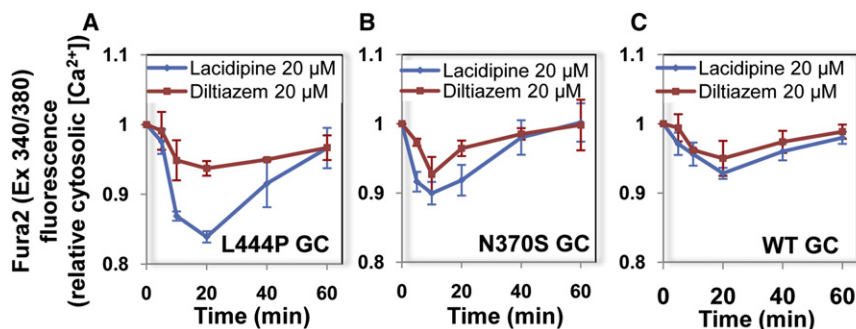 A
B
C
Fura2 (Ex 340/380)
fluorescence
(relative cytosolic [Ca²⁺])
1.1
1
0.9
0.8
Lacidipine 20 µM
Diltiazem 20 µM
L444P GC
0 20 40 60
Time (min)
1.1
1
0.9
0.8
Lacidipine 20 µM
Diltiazem 20 µM
N370S GC
0 20 40 60
Time (min)
1.1
1
0.9
0.8
Lacidipine 20 µM
Diltiazem 20 µM
WT GC
0 20 40 60
Time (min)